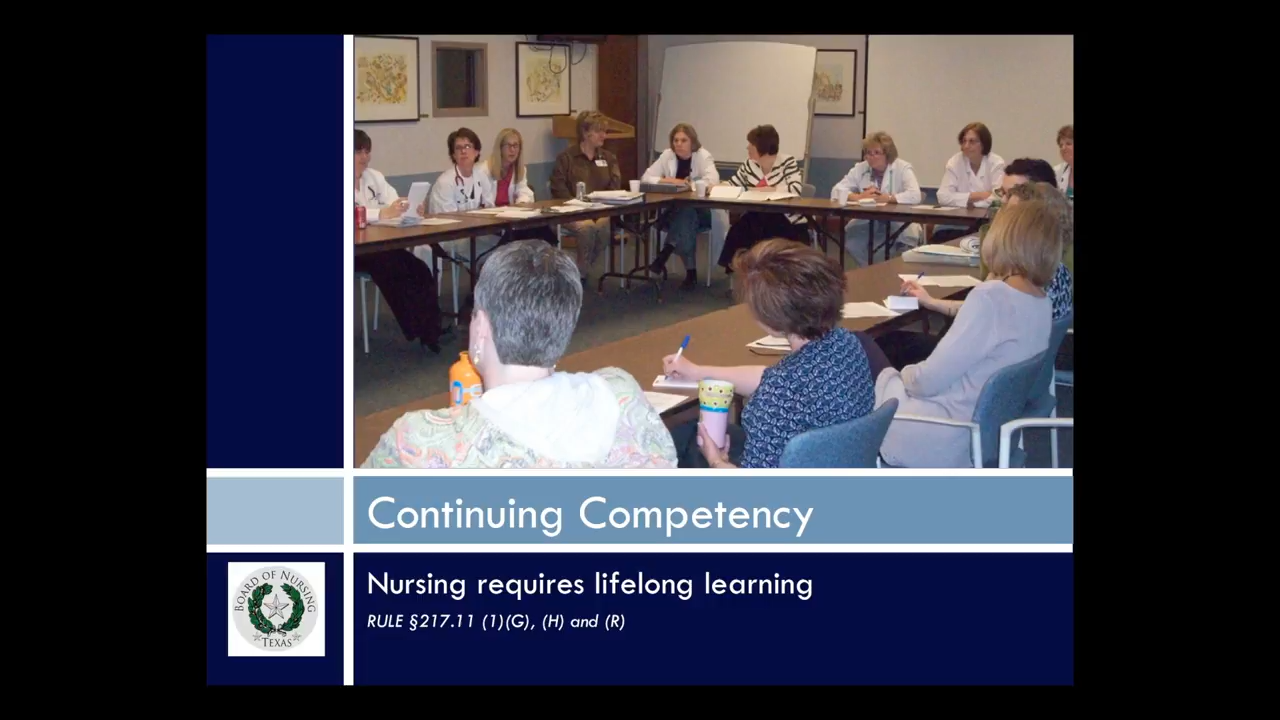 Continuing Competency
Nursing requires lifelong learning
RULE §217.11 (1)(G), (H) and (R)
BOARD OF NURSING
TEXAS